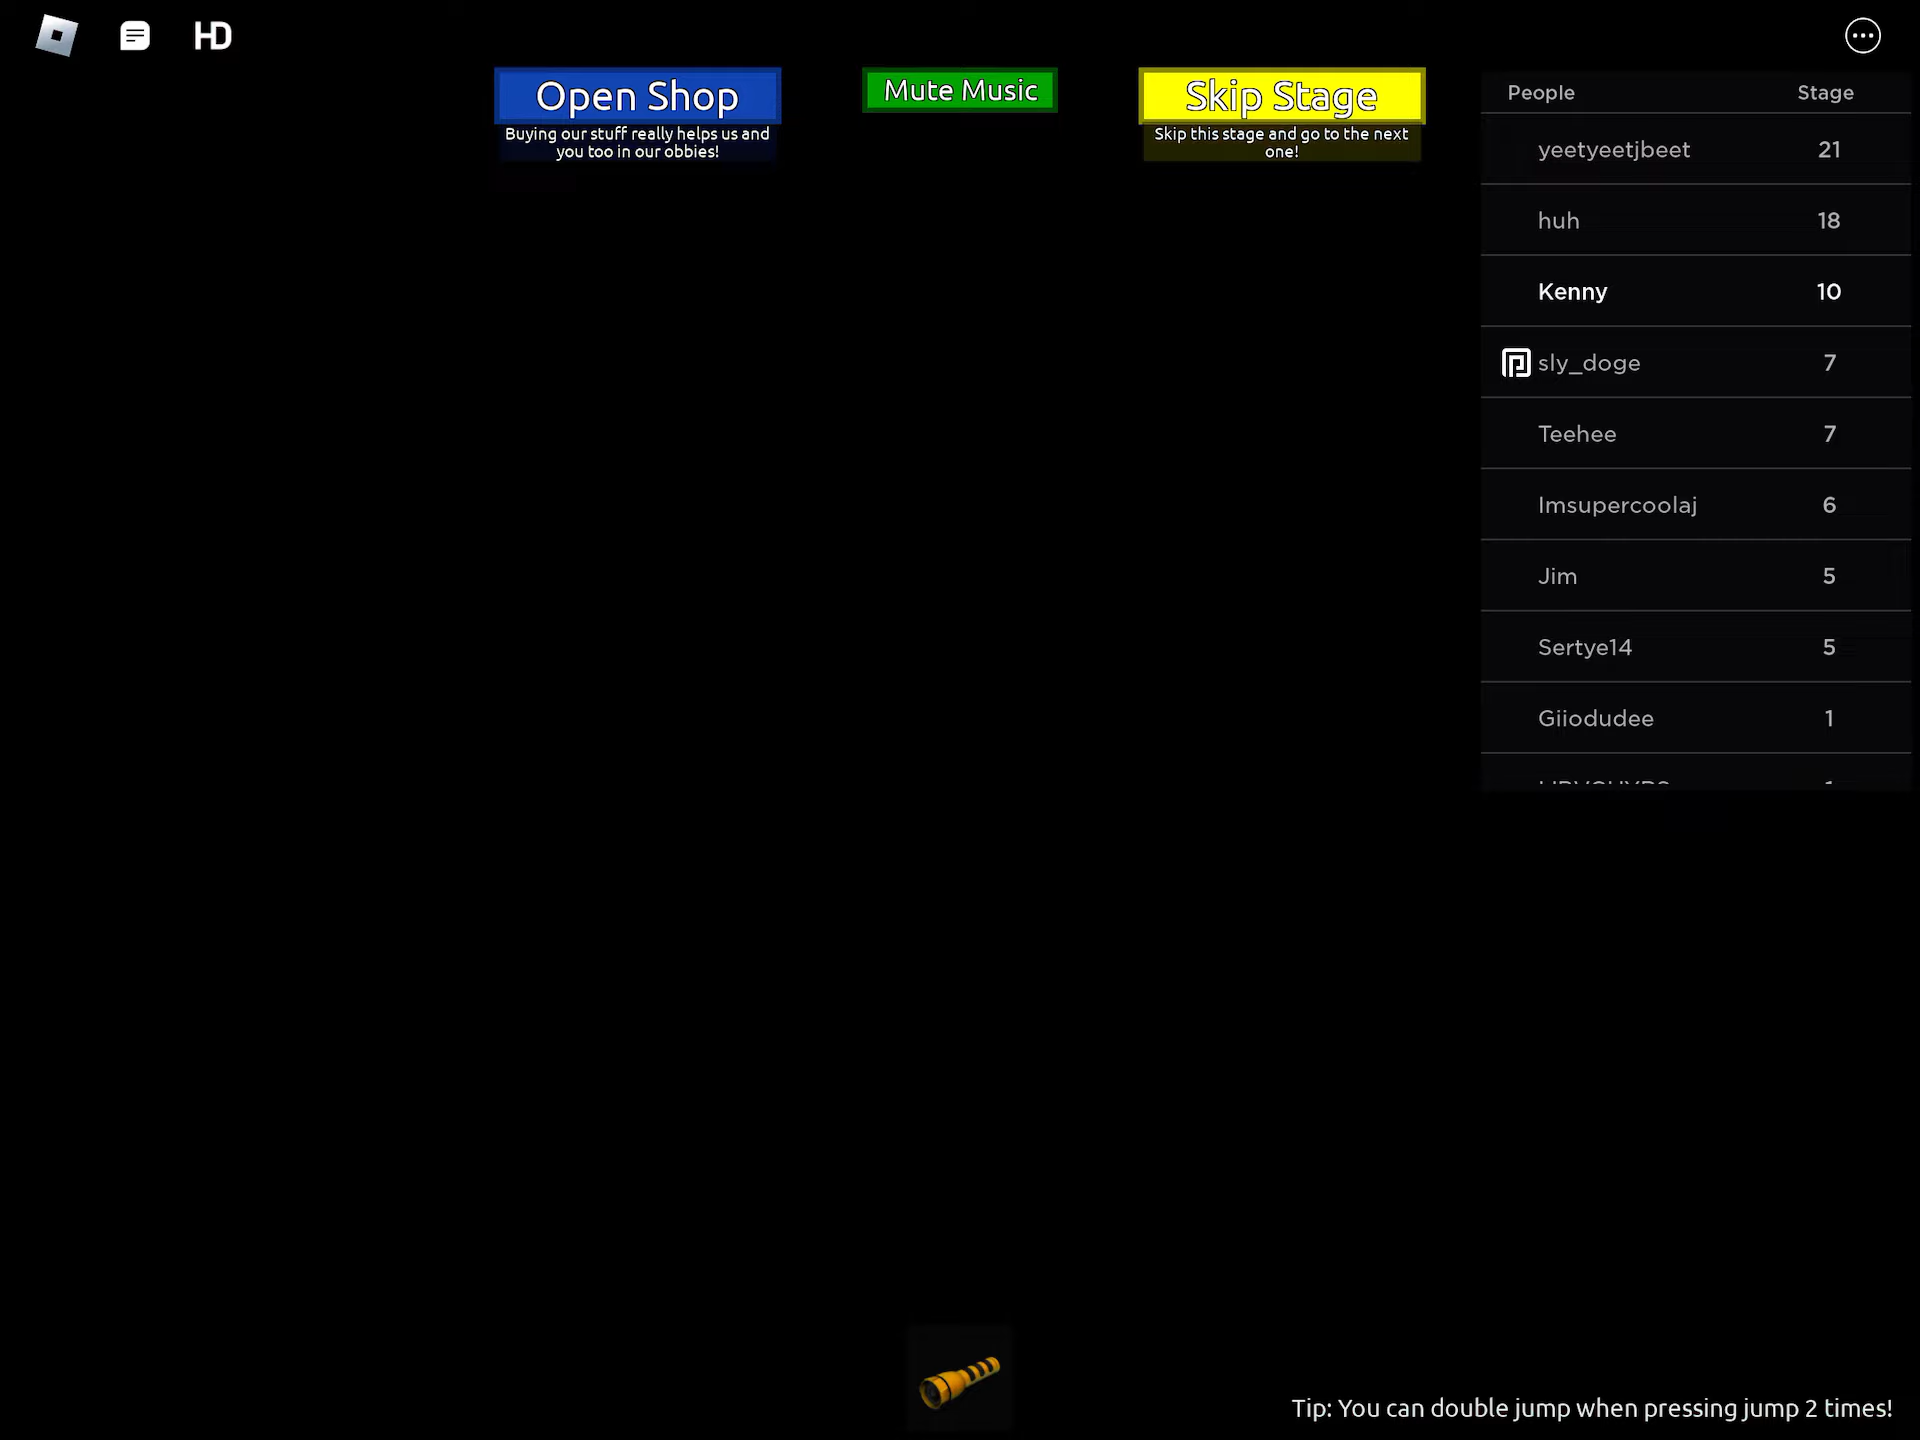 HD
Open Shop
Buying our stuff really helps us and
you too in our obbies!
Mute Music
Skip Stage
Skip this stage and go to the next
one!
People Stage
yeetyeetjbeet 21
huh 18
Kenny 10
sly_doge 7
Teehee 7
Imsupercoolaj 6
Jim 5
Sertye14 5
Giiodudee 1
Tip: You can double jump when pressing jump 2 times!